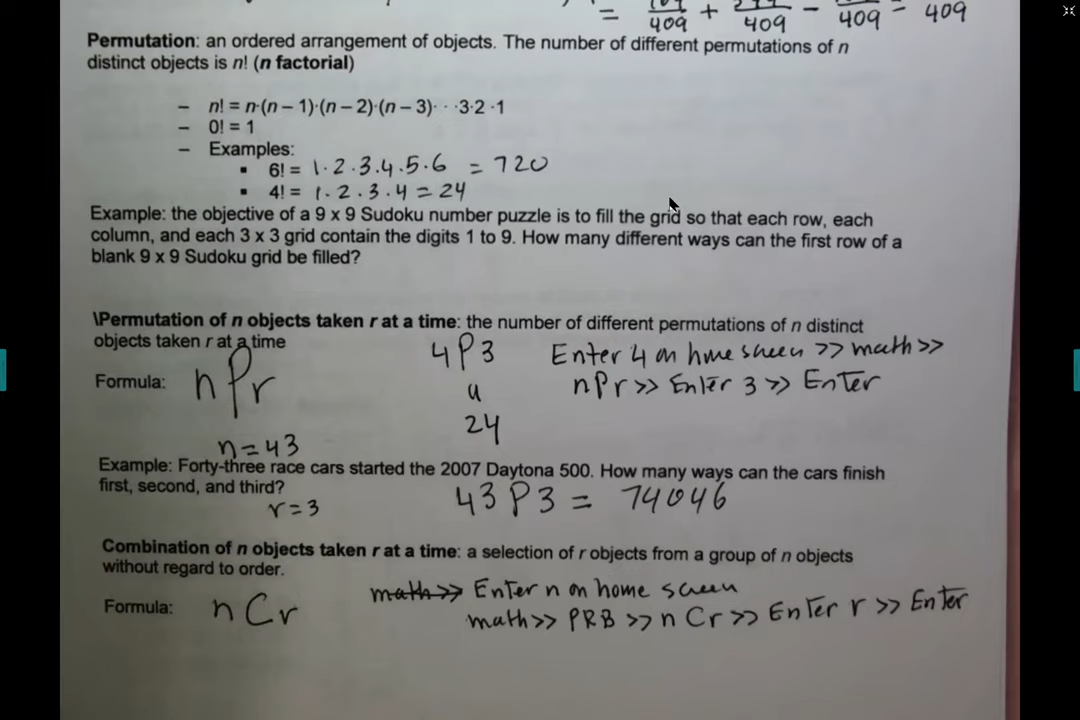 = 409 + 409 - 409 = 409
Permutation: an ordered arrangement of objects. The number of different permutations of n
distinct objects is n! (n factorial)
– n! = n·(n – 1)·(n – 2)·(n – 3)· · ·3·2 ·1
– 0! = 1
– Examples:
▪ 6! = 1·2·3·4·5·6 = 720
▪ 4! = 1·2·3·4 = 24
Example: the objective of a 9 x 9 Sudoku number puzzle is to fill the grid so that each row, each
column, and each 3 x 3 grid contain the digits 1 to 9. How many different ways can the first row of a
blank 9 x 9 Sudoku grid be filled?
\Permutation of n objects taken r at a time: the number of different permutations of n distinct
objects taken r at a time
4P3 Enter 4 on home screen >> math >>
Formula: nPr
nPr >> Enter 3 >> Enter
24
n=43
Example: Forty-three race cars started the 2007 Daytona 500. How many ways can the cars finish
first, second, and third?
r=3 43P3 = 74046
Combination of n objects taken r at a time: a selection of r objects from a group of n objects
without regard to order.
math>> Enter n on home screen
Formula: nCr
math>> PRB >> nCr >> Enter r >> Enter